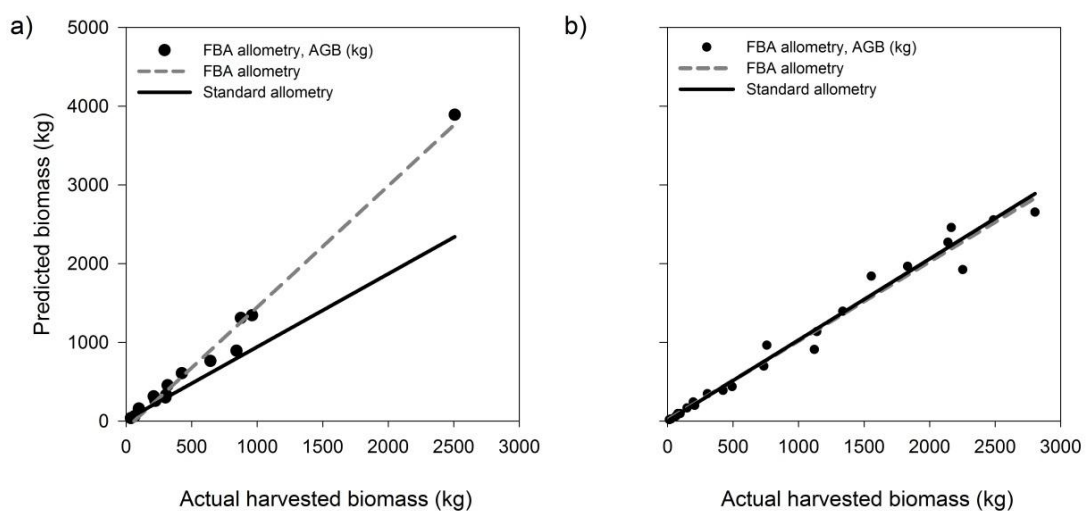 a)
5000
4000
3000
2000
1000
0
Predicted biomass (kg)
FBA allometry, AGB (kg)
FBA allometry
Standard allometry
0 500 1000 1500 2000 2500 3000
Actual harvested biomass (kg)
b)
FBA allometry, AGB (kg)
FBA allometry
Standard allometry
0 500 1000 1500 2000 2500 3000
Actual harvested biomass (kg)